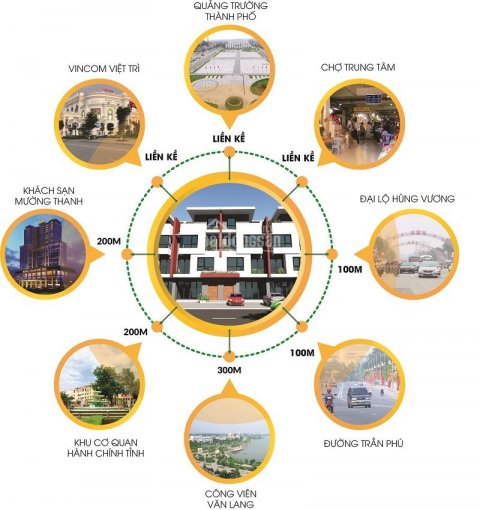 QUẢNG TRƯỜNG
THÀNH PHỐ
VINCOM VIỆT TRÌ
CHỢ TRUNG TÂM
LIỀN KỀ
LIỀN KỀ
LIỀN KỀ
KHÁCH SẠN
MƯỜNG THANH
ĐẠI LỘ HÙNG VƯƠNG
200M
100M
200M
100M
300M
KHU CƠ QUAN
HÀNH CHÍNH TỈNH
ĐƯỜNG TRẦN PHÚ
CÔNG VIÊN
VĂN LANG